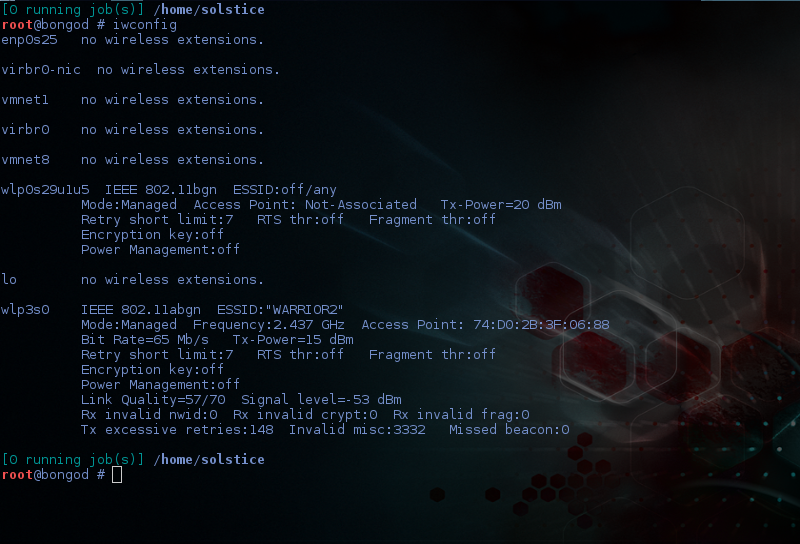 [0 running job(s)] /home/solstice
root@bongod # iwconfig
enp0s25   no wireless extensions.
virbr0-nic  no wireless extensions.
vmnet1    no wireless extensions.
virbr0    no wireless extensions.
vmnet8    no wireless extensions.
wlp0s29u1u5  IEEE 802.11bgn  ESSID:off/any
Mode:Managed  Access Point: Not-Associated   Tx-Power=20 dBm
Retry short limit:7   RTS thr:off   Fragment thr:off
Encryption key:off
Power Management:off
lo        no wireless extensions.
wlp3s0    IEEE 802.11abgn  ESSID:"WARRIOR2"
Mode:Managed  Frequency:2.437 GHz  Access Point: 74:D0:2B:3F:06:88
Bit Rate=65 Mb/s   Tx-Power=15 dBm
Retry short limit:7   RTS thr:off   Fragment thr:off
Encryption key:off
Power Management:off
Link Quality=57/70  Signal level=-53 dBm
Rx invalid nwid:0  Rx invalid crypt:0  Rx invalid frag:0
Tx excessive retries:148  Invalid misc:3332   Missed beacon:0
[0 running job(s)] /home/solstice
root@bongod #